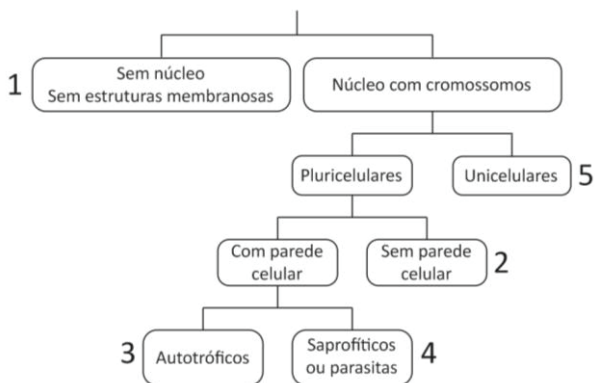 1
Sem núcleo
Sem estruturas membranosas
Núcleo com cromossomos
Pluricelulares
Unicelulares
5
Com parede
celular
Sem parede
celular
2
3
Autotróficos
Saprofíticos
ou parasitas
4